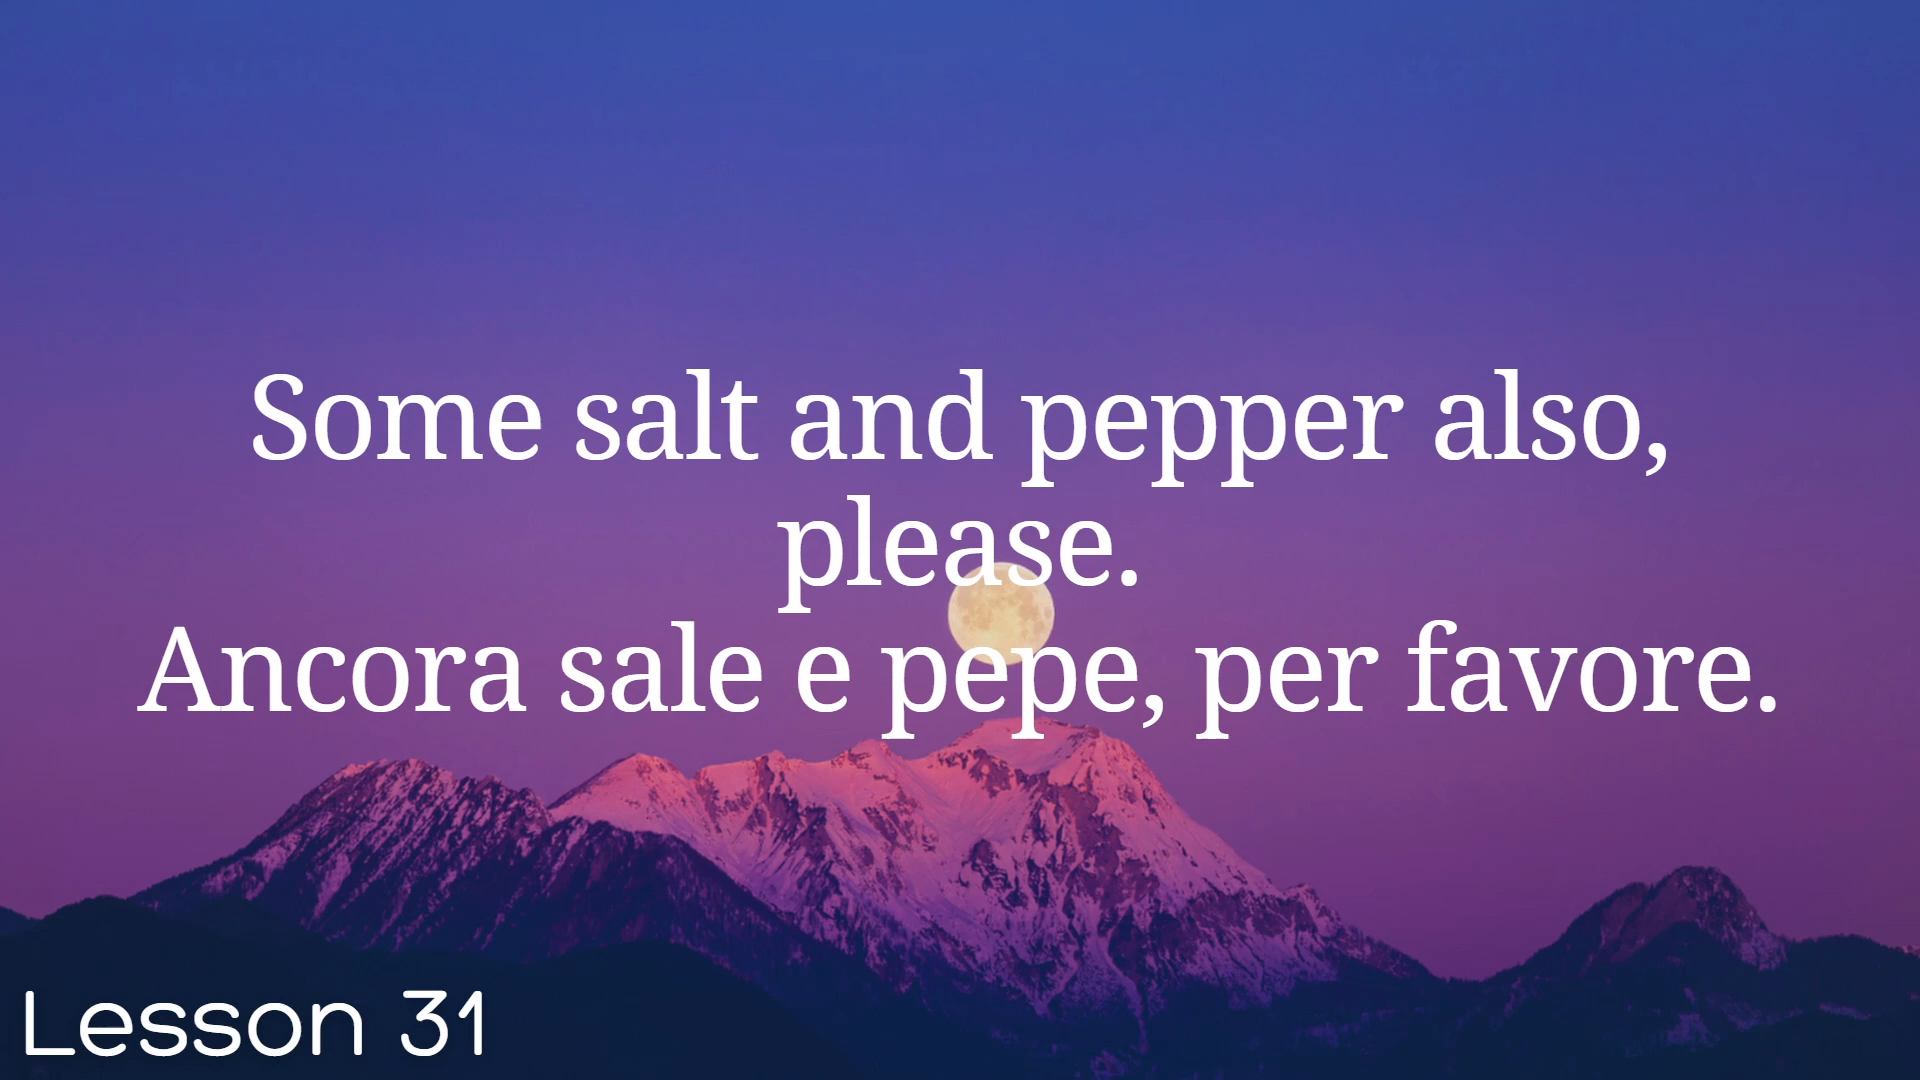 Some salt and pepper also,
please.
Ancora sale e pepe, per favore.
Lesson 31